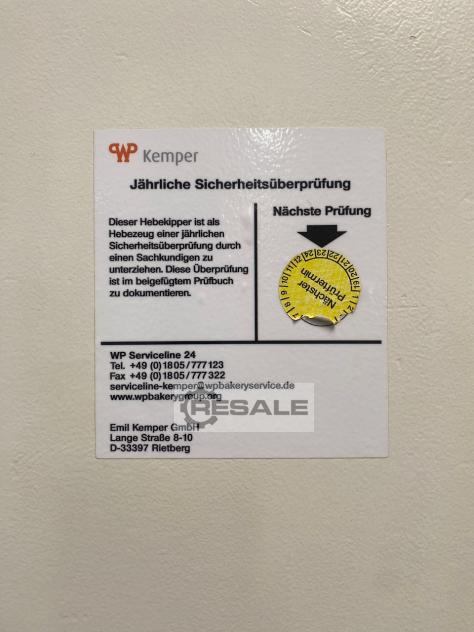 WP Kemper
Jährliche Sicherheitsüberprüfung
Dieser Hebekipper ist als
Hebezeug einer jährlichen
Sicherheitsüberprüfung durch
einen Sachkundigen zu
unterziehen. Diese Überprüfung
ist im beigefügtem Prüfbuch
zu dokumentieren.
Nächste Prüfung
Nächster
Prüftermin
WP Serviceline 24
Tel. +49 (0)1805/777123
Fax +49 (0)1805/777322
serviceline-kemper@wpbakeryservice.de
www.wpbakerygroup.org
RESALE
Emil Kemper GmbH
Lange Straße 8-10
D-33397 Rietberg